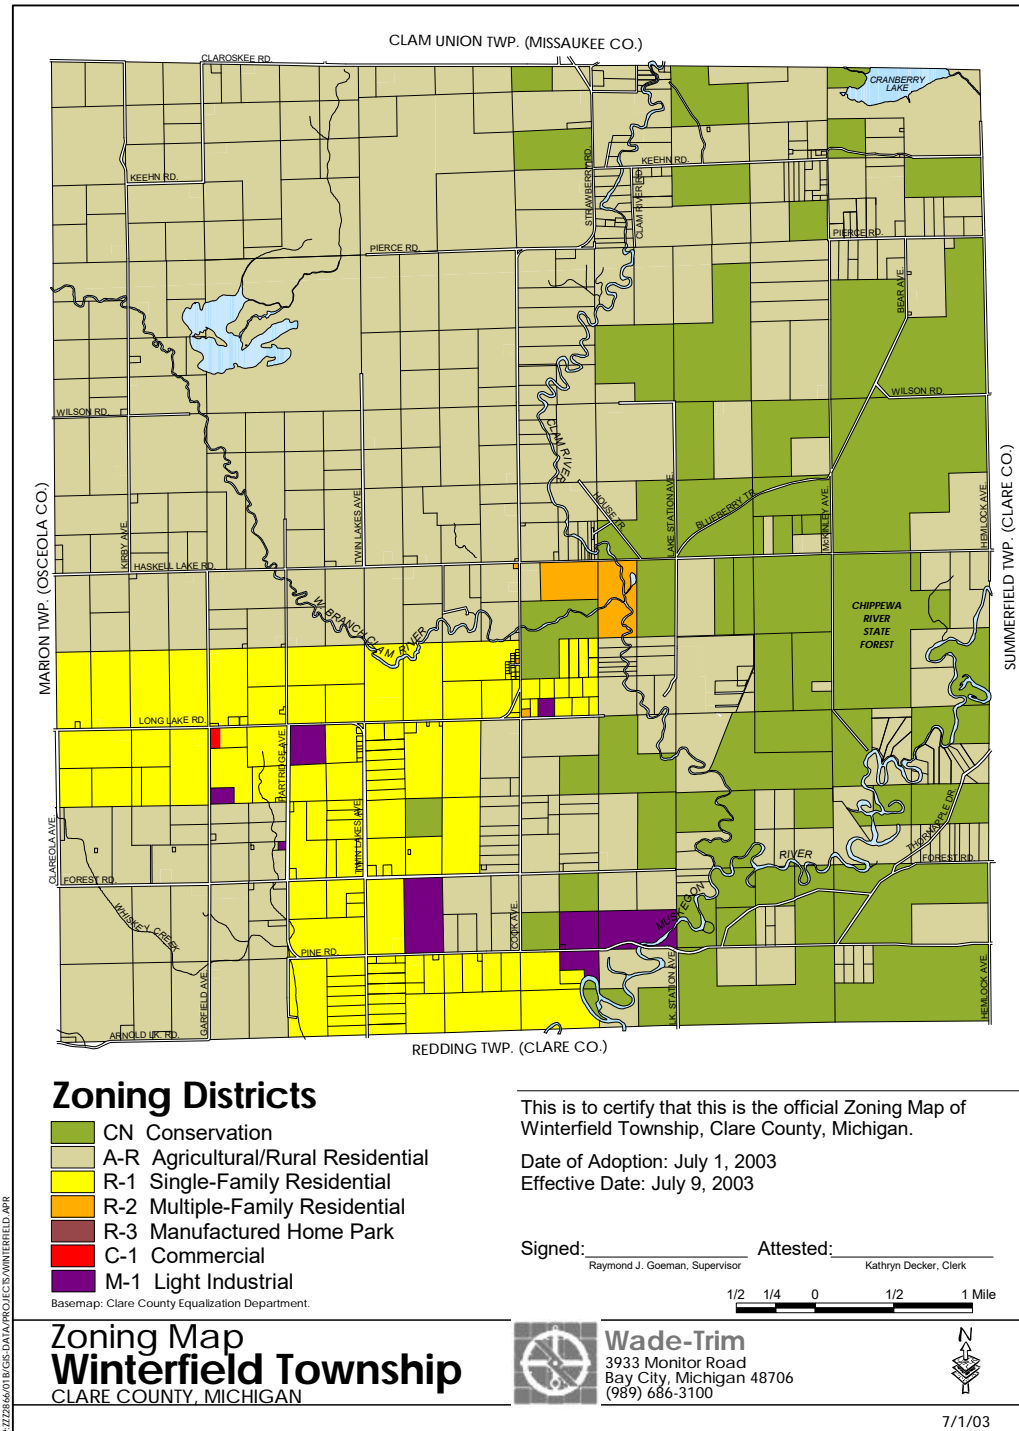 CLAM UNION TWP. (MISSAUKEE CO.)
CLAROSKEE RD.
CRANBERRY
LAKE
KEEHN RD.
KEEHN RD.
STRAWBERRY RD.
CLAM RIVER RD.
PIERCE RD.
PIERCE RD.
BEAR AVE.
WILSON RD.
WILSON RD.
CLAM RIVER
MARION TWP. (OSCEOLA CO.)
SUMMERFIELD TWP. (CLARE CO.)
KIRBY AVE.
TWIN LAKES AVE.
HOUSE TR.
LAKE STATION AVE.
BLUEBERRY TR.
McKINLEY AVE.
HEMLOCK AVE.
HASKELL LAKE RD.
W. BRANCH CLAM RIVER
CHIPPEWA
RIVER
STATE
FOREST
LONG LAKE RD.
PARTRIDGE AVE.
TWIN LAKES AVE.
CLAREOLA AVE.
THORNAPPLE DR.
RIVER
FOREST RD.
FOREST RD.
MUSKEGON
WHISKEY CREEK
COOK AVE.
PINE RD.
GARFIELD AVE.
LK. STATION AVE.
HEMLOCK AVE.
ARNOLD LK. RD.
REDDING TWP. (CLARE CO.)
Zoning Districts
CN Conservation
A-R Agricultural/Rural Residential
R-1 Single-Family Residential
R-2 Multiple-Family Residential
R-3 Manufactured Home Park
C-1 Commercial
M-1 Light Industrial
Basemap: Clare County Equalization Department.
This is to certify that this is the official Zoning Map of
Winterfield Township, Clare County, Michigan.
Date of Adoption: July 1, 2003
Effective Date: July 9, 2003
Signed: Attested:
Raymond J. Goeman, Supervisor Kathryn Decker, Clerk
1/2 1/4 0 1/2 1 Mile
Zoning Map
Winterfield Township
CLARE COUNTY, MICHIGAN
Wade-Trim
3933 Monitor Road
Bay City, Michigan 48706
(989) 686-3100
N
7/1/03